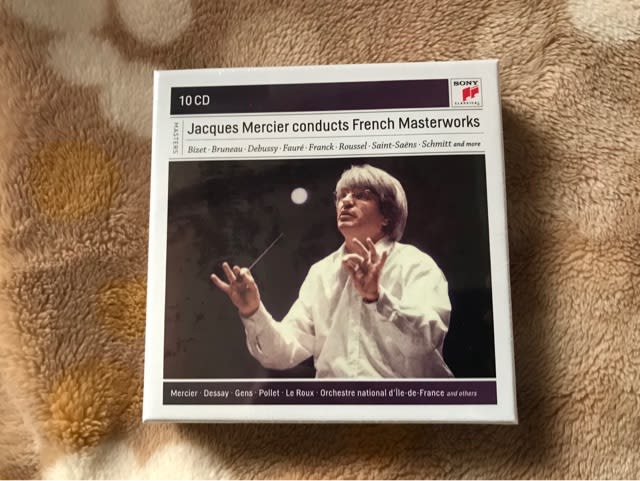 10 CD
SONY
CLASSICAL
MASTERS
Jacques Mercier conducts French Masterworks
Bizet · Bruneau · Debussy · Fauré · Franck · Roussel · Saint-Saëns · Schmitt and more
Mercier · Dessay · Gens · Pollet · Le Roux · Orchestre national d'Île-de-France and others